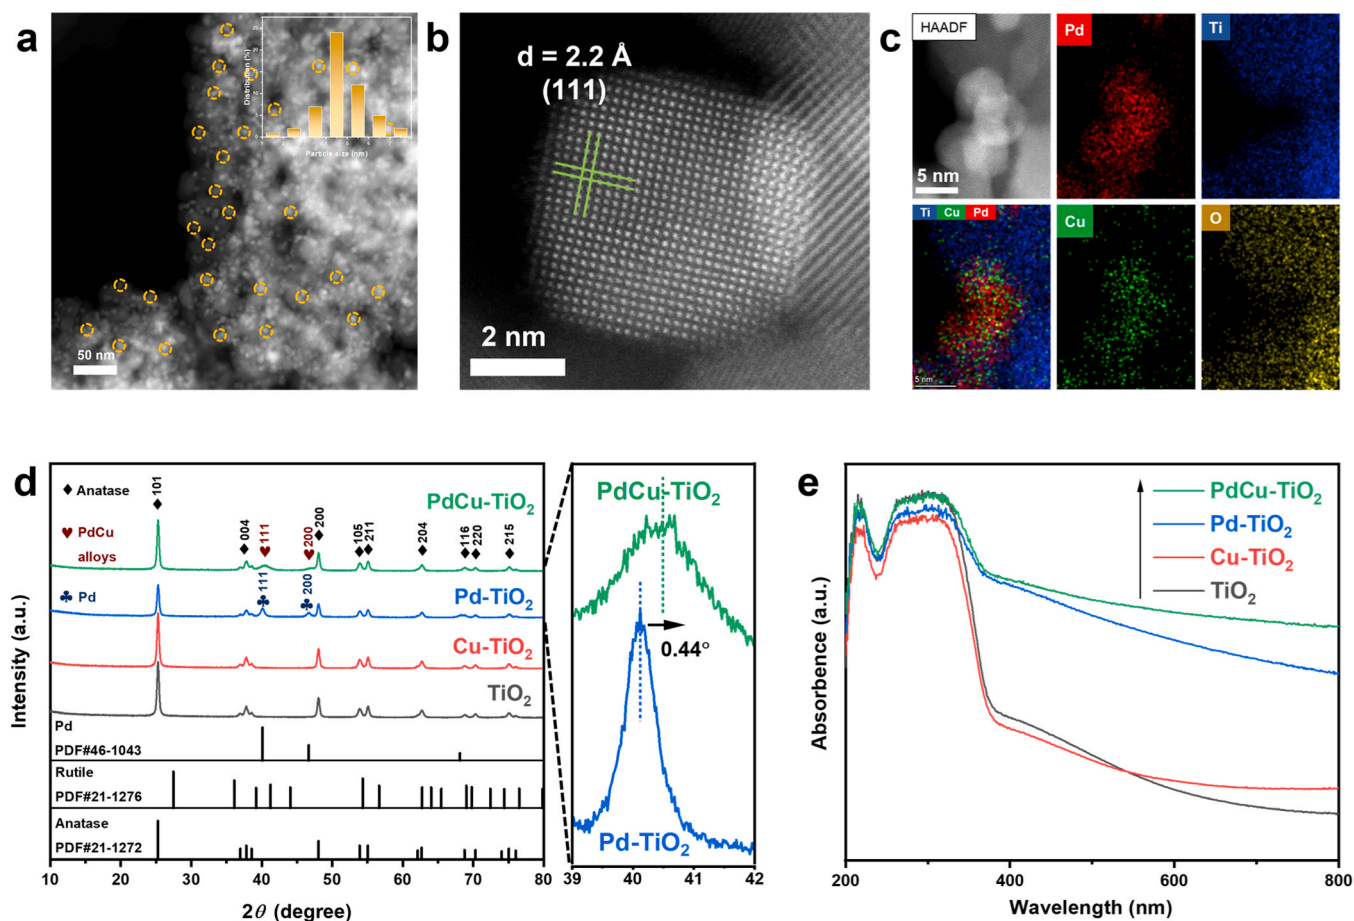 a
Distribution (%)
Particle size (nm)
50 nm
b
d = 2.2 Å
(111)
2 nm
c
HAADF
5 nm
Pd
Ti
Ti Cu Pd
5 nm
Cu
O
d
♦ Anatase
♥ PdCu
alloys
♣ Pd
PdCu-TiO₂
Pd-TiO₂
Cu-TiO₂
TiO₂
♦ 101
♦ 004
♥ 111
♥ 200
♦ 200
♦ 105
♦ 211
♦ 204
♦ 116
♦ 220
♦ 215
♣ 111
♣ 200
Pd
PDF#46-1043
Rutile
PDF#21-1276
Anatase
PDF#21-1272
Intensity (a.u.)
10 20 30 40 50 60 70 80
2θ (degree)
PdCu-TiO₂
0.44°
Pd-TiO₂
39 40 41 42
e
PdCu-TiO₂
Pd-TiO₂
Cu-TiO₂
TiO₂
Absorbence (a.u.)
200 400 600 800
Wavelength (nm)